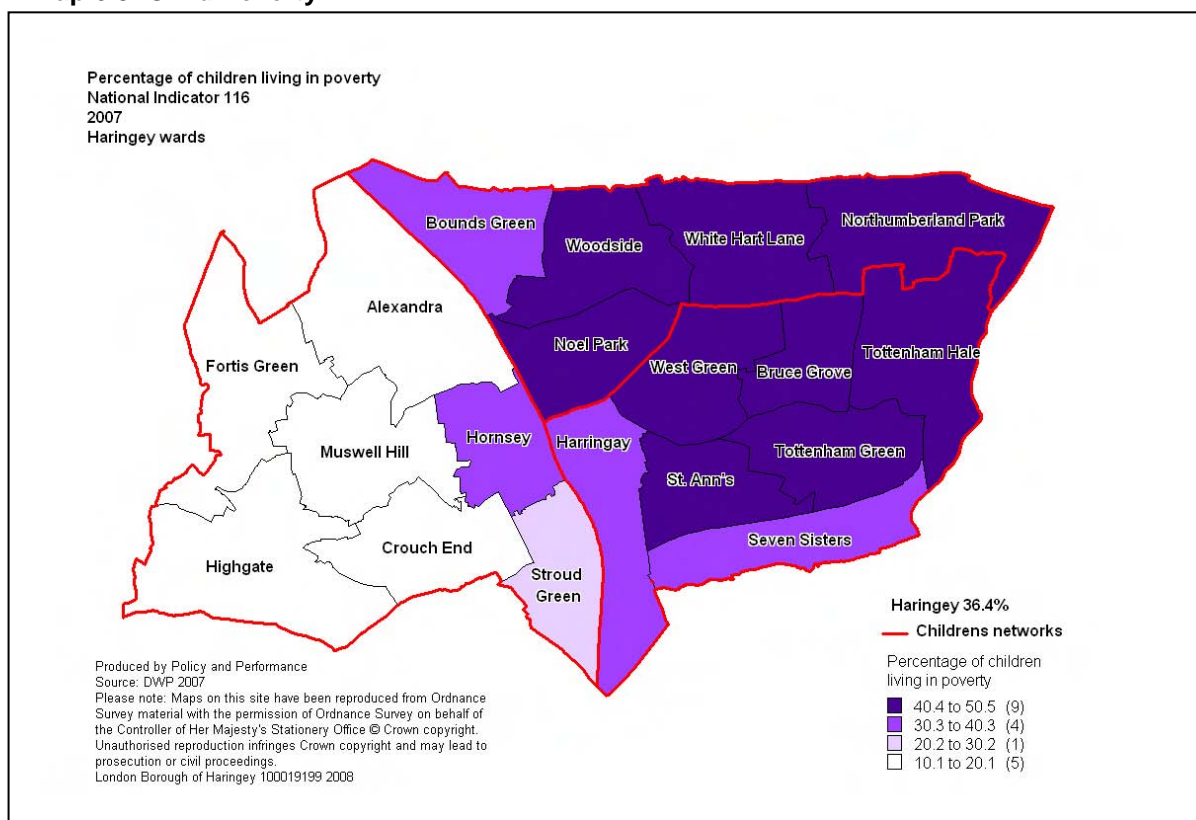 Percentage of children living in poverty
National Indicator 116
2007
Haringey wards
Bounds Green
Woodside
White Hart Lane
Northumberland Park
Alexandra
Noel Park
Fortis Green
West Green
Bruce Grove
Tottenham Hale
Muswell Hill
Hornsey
Harringay
St. Ann's
Tottenham Green
Highgate
Crouch End
Stroud
Green
Seven Sisters
Haringey 36.4%
Childrens networks
Percentage of children
living in poverty
40.4 to 50.5 (9)
30.3 to 40.3 (4)
20.2 to 30.2 (1)
10.1 to 20.1 (5)
Produced by Policy and Performance
Source: DWP 2007
Please note: Maps on this site have been reproduced from Ordnance
Survey material with the permission of Ordnance Survey on behalf of
the Controller of Her Majesty's Stationery Office © Crown copyright.
Unauthorised reproduction infringes Crown copyright and may lead to
prosecution or civil proceedings.
London Borough of Haringey 100019199 2008